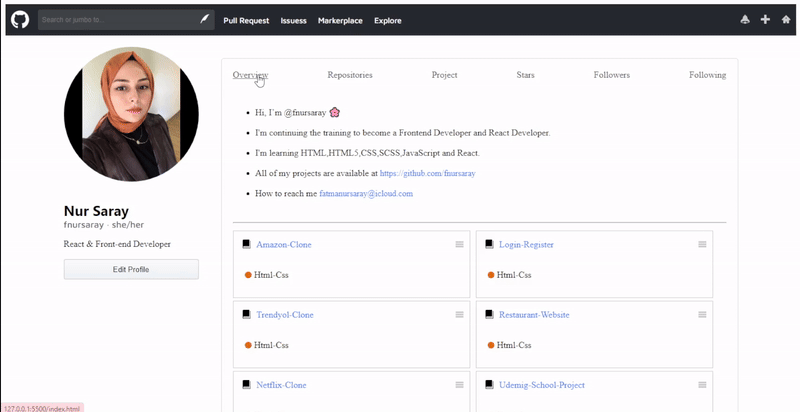 Search or jumbo to...
Pull Request Issuess Marketplace Explore
Overview Repositories Project Stars Followers Following
Hi, I'm @fnursaray
I'm continuing the training to become a Frontend Developer and React Developer.
I'm learning HTML,HTML5,CSS,SCSS,JavaScript and React.
All of my projects are available at https://github.com/fnursaray
How to reach me fatmanursaray@icloud.com
Nur Saray
fnursaray · she/her
React & Front-end Developer
Edit Profile
Amazon-Clone
Html-Css
Login-Register
Html-Css
Trendyol-Clone
Html-Css
Restaurant-Website
Html-Css
Netflix-Clone
Udemig-School-Project
127.0.0.1:5500/index.html